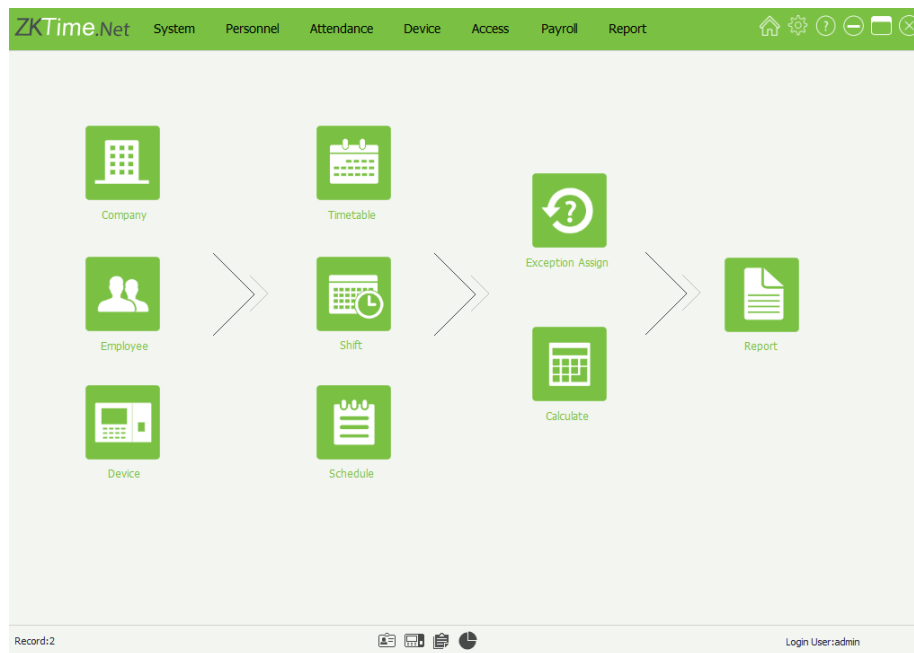 ZKTime.Net System Personnel Attendance Device Access Payroll Report
Company
Timetable
Exception Assign
Employee
Shift
Report
Calculate
Device
Schedule
Record:2
Login User:admin